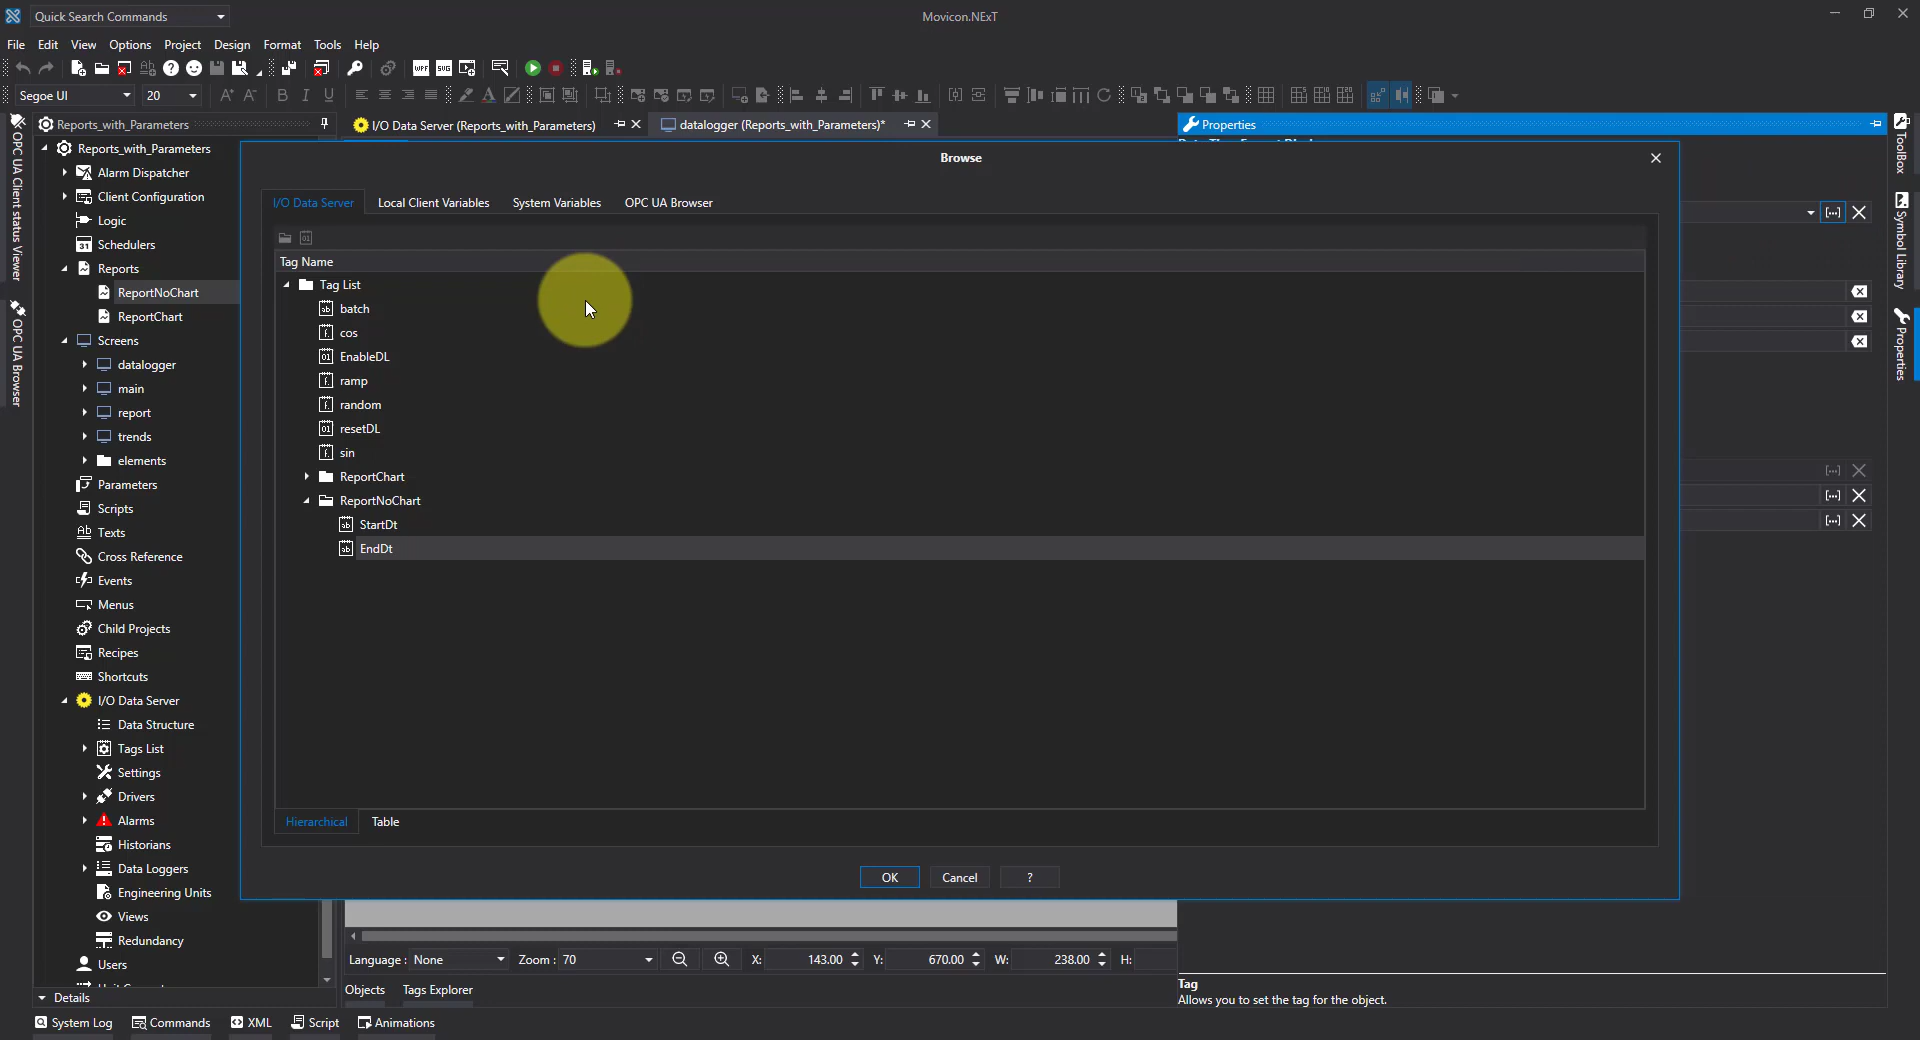 Quick Search Commands
Movicon.NExT
File Edit View Options Project Design Format Tools Help
WPF SVG
Segoe UI 20 A A B I U
Reports_with_Parameters
I/O Data Server (Reports_with_Parameters)
datalogger (Reports_with_Parameters)*
Properties
OPC UA Client status Viewer
OPC UA Browser
ToolBox
Symbol Library
Properties
Reports_with_Parameters
Alarm Dispatcher
Client Configuration
Logic
Schedulers
Reports
ReportNoChart
ReportChart
Screens
datalogger
main
report
trends
elements
Parameters
Scripts
Texts
Cross Reference
Events
Menus
Child Projects
Recipes
Shortcuts
I/O Data Server
Data Structure
Tags List
Settings
Drivers
Alarms
Historians
Data Loggers
Engineering Units
Views
Redundancy
Users
Details
Browse
I/O Data Server Local Client Variables System Variables OPC UA Browser
Tag Name
Tag List
batch
cos
EnableDL
ramp
random
resetDL
sin
ReportChart
ReportNoChart
StartDt
EndDt
Hierarchical Table
OK Cancel ?
Language : None Zoom : 70 X: 143.00 Y: 670.00 W: 238.00 H:
Objects Tags Explorer
Tag
Allows you to set the tag for the object.
System Log Commands XML Script Animations